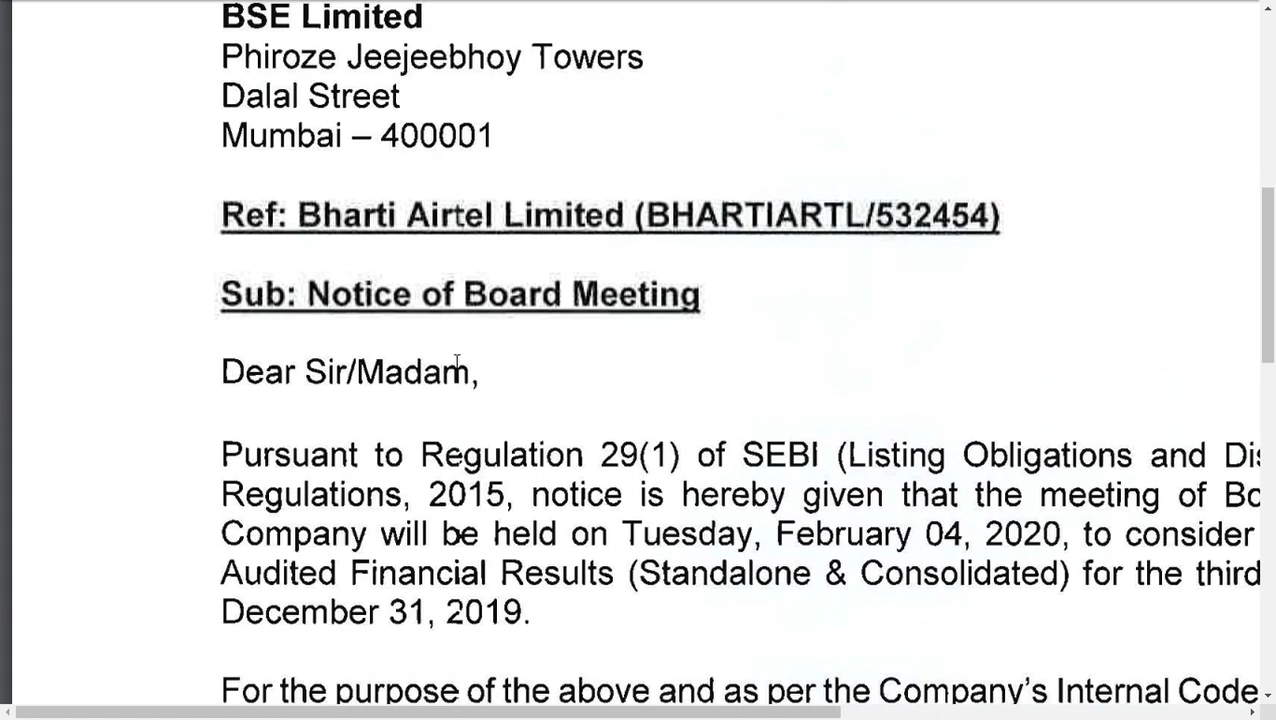 BSE Limited
Phiroze Jeejeebhoy Towers
Dalal Street
Mumbai – 400001
Ref: Bharti Airtel Limited (BHARTIARTL/532454)
Sub: Notice of Board Meeting
Dear Sir/Madam,
Pursuant to Regulation 29(1) of SEBI (Listing Obligations and
Regulations, 2015, notice is hereby given that the meeting of
Company will be held on Tuesday, February 04, 2020, to consider
Audited Financial Results (Standalone & Consolidated) for the third
December 31, 2019.
For the purpose of the above and as per the Company's Internal Code